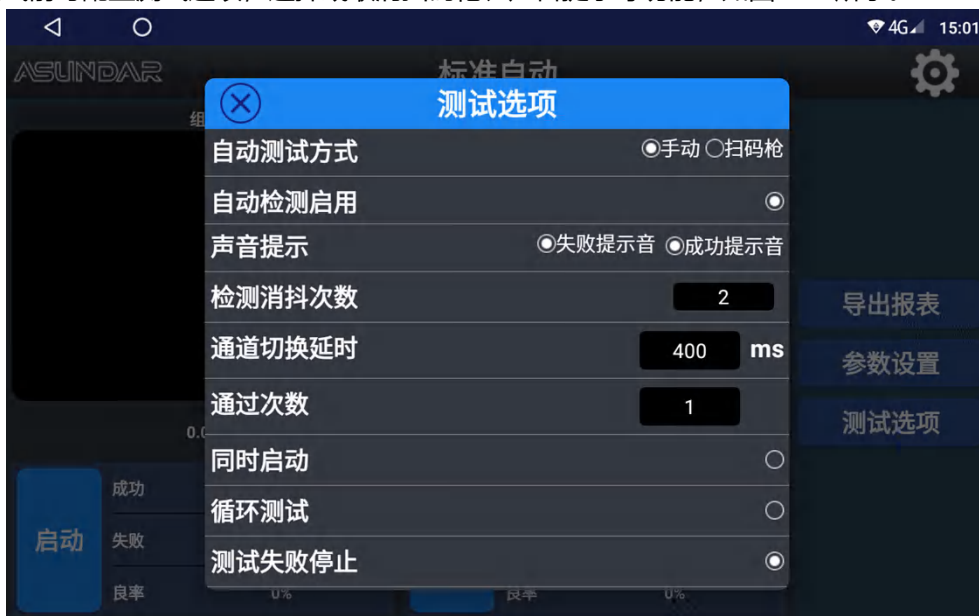 4G 15:01
ASUNDAR
标准自动
测试选项
组
自动测试方式 手动 扫码枪
自动检测启用
声音提示 失败提示音 成功提示音
检测消抖次数 2
导出报表
通道切换延时 400 ms
参数设置
通过次数 1
测试选项
0.0
同时启动
成功
循环测试
启动
失败
测试失败停止
良率 0% 良率 0%